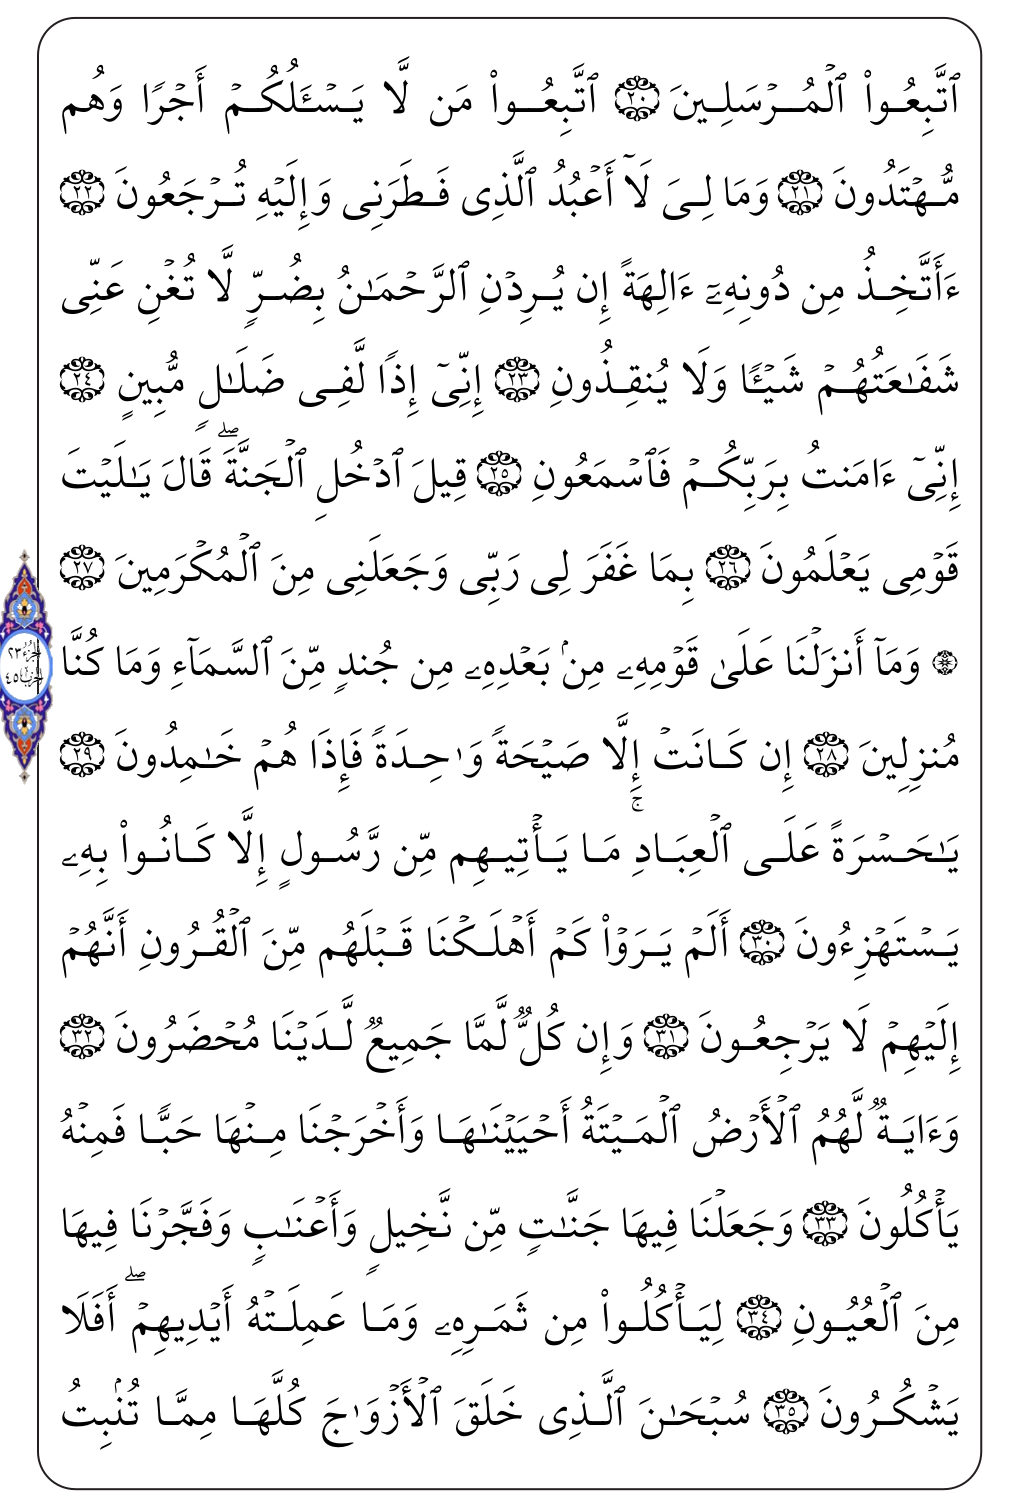 ٱتَّبِعُوا۟ ٱلْمُرْسَلِينَ ٢٠ ٱتَّبِعُوا۟ مَن لَّا يَسْـَٔلُكُمْ أَجْرًا وَهُم
مُّهْتَدُونَ ٢١ وَمَا لِىَ لَآ أَعْبُدُ ٱلَّذِى فَطَرَنِى وَإِلَيْهِ تُرْجَعُونَ ٢٢
ءَأَتَّخِذُ مِن دُونِهِۦٓ ءَالِهَةً إِن يُرِدْنِ ٱلرَّحْمَـٰنُ بِضُرٍّ لَّا تُغْنِ عَنِّى
شَفَـٰعَتُهُمْ شَيْـًٔا وَلَا يُنقِذُونِ ٢٣ إِنِّىٓ إِذًا لَّفِى ضَلَـٰلٍ مُّبِينٍ ٢٤
إِنِّىٓ ءَامَنتُ بِرَبِّكُمْ فَٱسْمَعُونِ ٢٥ قِيلَ ٱدْخُلِ ٱلْجَنَّةَ ۖ قَالَ يَـٰلَيْتَ
قَوْمِى يَعْلَمُونَ ٢٦ بِمَا غَفَرَ لِى رَبِّى وَجَعَلَنِى مِنَ ٱلْمُكْرَمِينَ ٢٧
۞ وَمَآ أَنزَلْنَا عَلَىٰ قَوْمِهِۦ مِنۢ بَعْدِهِۦ مِن جُندٍ مِّنَ ٱلسَّمَآءِ وَمَا كُنَّا
الجزء ٢٣
الحزب ٤٥
مُنزِلِينَ ٢٨ إِن كَانَتْ إِلَّا صَيْحَةً وَٰحِدَةً فَإِذَا هُمْ خَـٰمِدُونَ ٢٩
يَـٰحَسْرَةً عَلَى ٱلْعِبَادِ ۚ مَا يَأْتِيهِم مِّن رَّسُولٍ إِلَّا كَانُوا۟ بِهِۦ
يَسْتَهْزِءُونَ ٣٠ أَلَمْ يَرَوْا۟ كَمْ أَهْلَكْنَا قَبْلَهُم مِّنَ ٱلْقُرُونِ أَنَّهُمْ
إِلَيْهِمْ لَا يَرْجِعُونَ ٣١ وَإِن كُلٌّ لَّمَّا جَمِيعٌ لَّدَيْنَا مُحْضَرُونَ ٣٢
وَءَايَةٌ لَّهُمُ ٱلْأَرْضُ ٱلْمَيْتَةُ أَحْيَيْنَـٰهَا وَأَخْرَجْنَا مِنْهَا حَبًّا فَمِنْهُ
يَأْكُلُونَ ٣٣ وَجَعَلْنَا فِيهَا جَنَّـٰتٍ مِّن نَّخِيلٍ وَأَعْنَـٰبٍ وَفَجَّرْنَا فِيهَا
مِنَ ٱلْعُيُونِ ٣٤ لِيَأْكُلُوا۟ مِن ثَمَرِهِۦ وَمَا عَمِلَتْهُ أَيْدِيهِمْ ۖ أَفَلَا
يَشْكُرُونَ ٣٥ سُبْحَـٰنَ ٱلَّذِى خَلَقَ ٱلْأَزْوَٰجَ كُلَّهَا مِمَّا تُنۢبِتُ